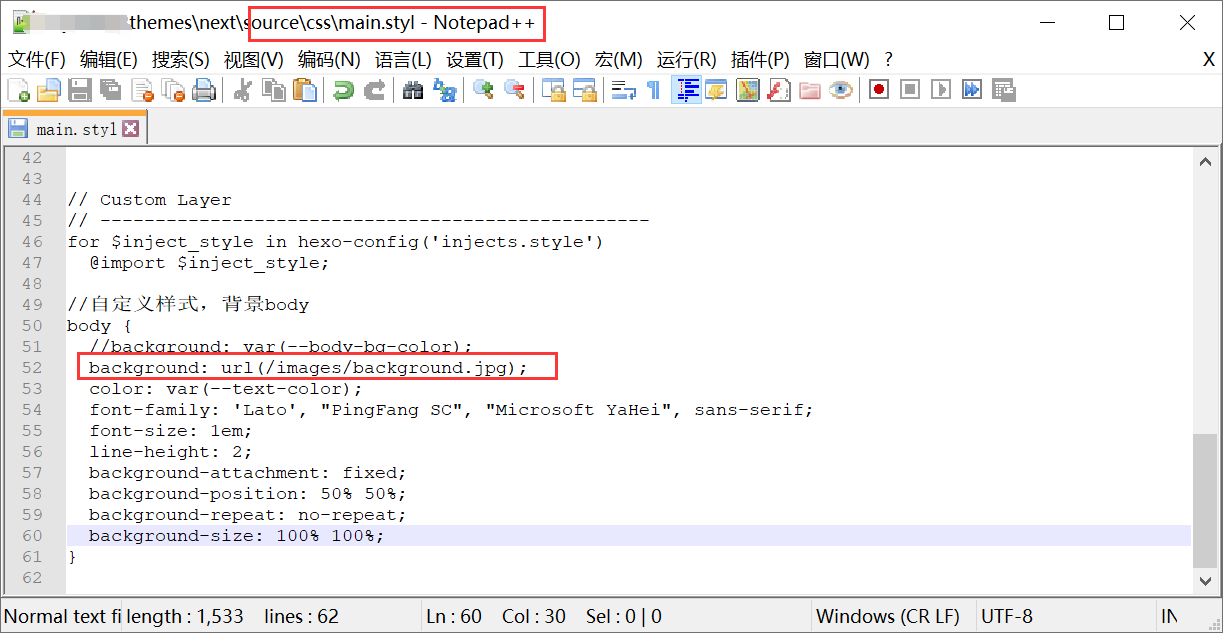 themes\next\source\css\main.styl - Notepad++
文件(F) 编辑(E) 搜索(S) 视图(V) 编码(N) 语言(L) 设置(T) 工具(O) 宏(M) 运行(R) 插件(P) 窗口(W) ? X
main.styl
42
43
44 // Custom Layer
45 // --------------------------------------------------
46 for $inject_style in hexo-config('injects.style')
47   @import $inject_style;
48
49 //自定义样式，背景body
50 body {
51   //background: var(--body-bg-color);
52   background: url(/images/background.jpg);
53   color: var(--text-color);
54   font-family: 'Lato', "PingFang SC", "Microsoft YaHei", sans-serif;
55   font-size: 1em;
56   line-height: 2;
57   background-attachment: fixed;
58   background-position: 50% 50%;
59   background-repeat: no-repeat;
60   background-size: 100% 100%;
61 }
62
Normal text fi length : 1,533 lines : 62 Ln : 60 Col : 30 Sel : 0 | 0 Windows (CR LF) UTF-8 IN